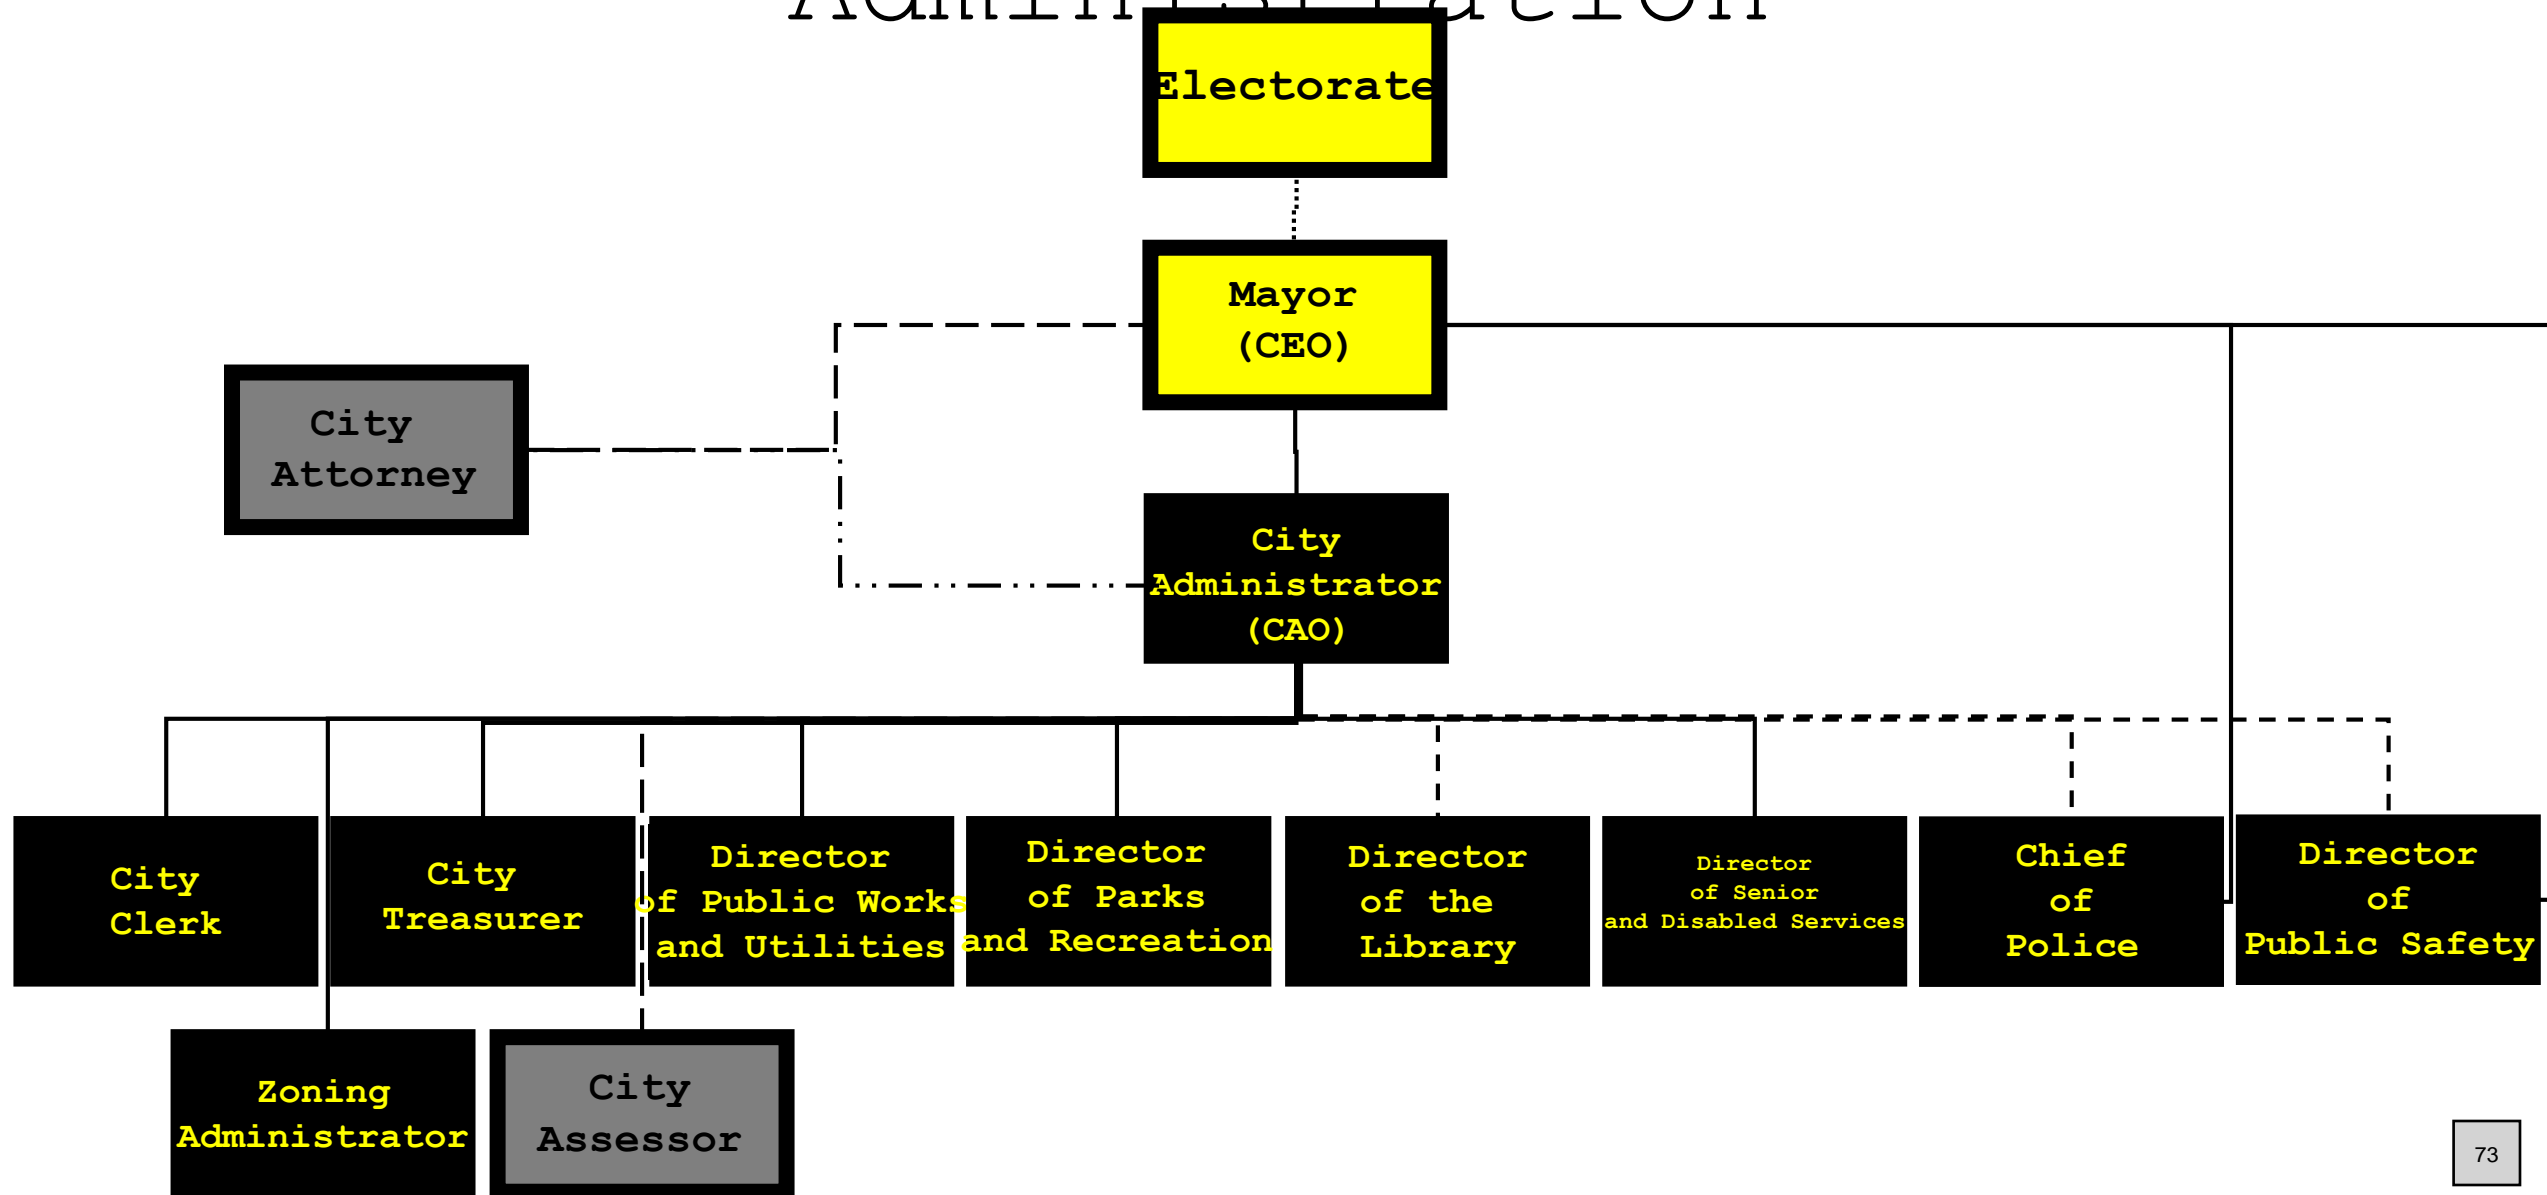 Administration
Electorate
Mayor
(CEO)
City
Attorney
City
Administrator
(CAO)
City
Clerk
City
Treasurer
Director
of Public Works
and Utilities
Director
of Parks
and Recreation
Director
of the
Library
Director
of Senior
and Disabled Services
Chief
of
Police
Director
of
Public Safety
Zoning
Administrator
City
Assessor
73